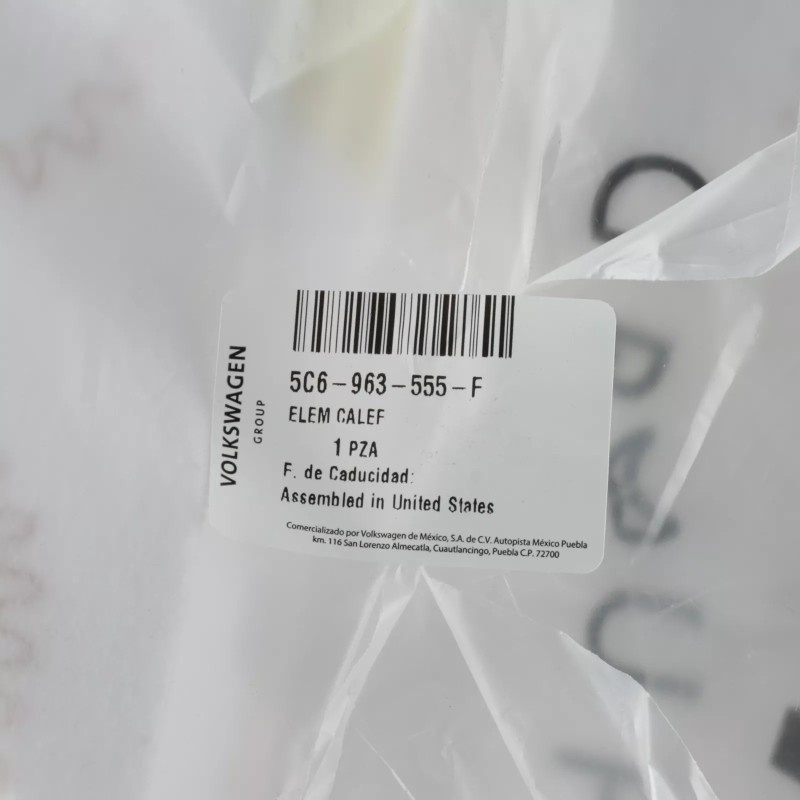 VOLKSWAGEN
GROUP
5C6-963-555-F
ELEM CALEF
1 PZA
F. de Caducidad:
Assembled in United States
Comercializado por Volkswagen de México, S.A. de C.V. Autopista México Puebla
km. 116 San Lorenzo Almecatla, Cuautlancingo, Puebla C.P. 72700